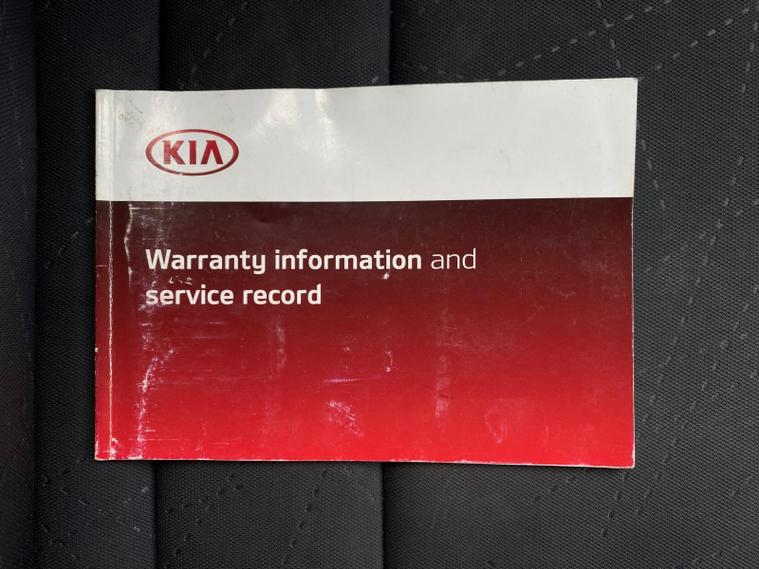 KIA
Warranty information and
service record